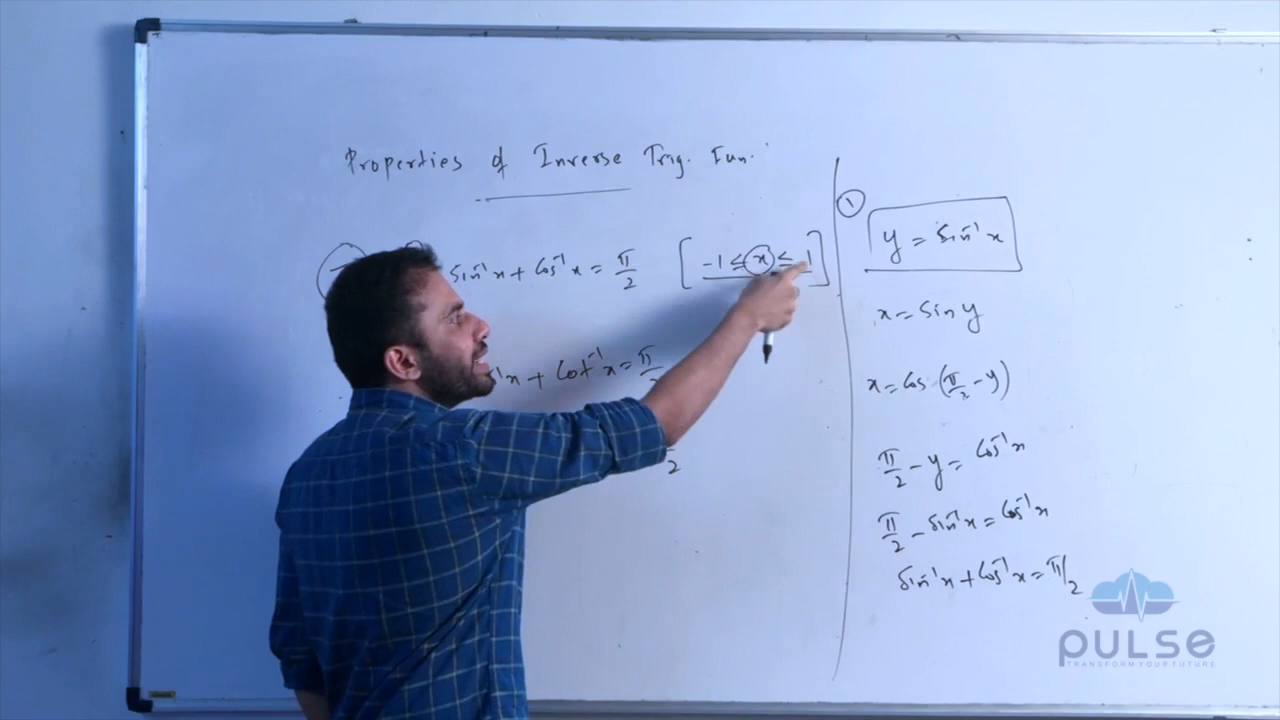 Properties of Inverse Trig. Fun.
sin⁻¹x + cos⁻¹x = π/2 [ -1 ≤ x ≤ 1 ]
⁻¹x + cot⁻¹x = π
2
①
y = sin⁻¹x
x = sin y
x = cos (π/2 - y)
π/2 - y = cos⁻¹x
π/2 - sin⁻¹x = cos⁻¹x
sin⁻¹x + cos⁻¹x = π/2
PULSE
TRANSFORM YOUR FUTURE